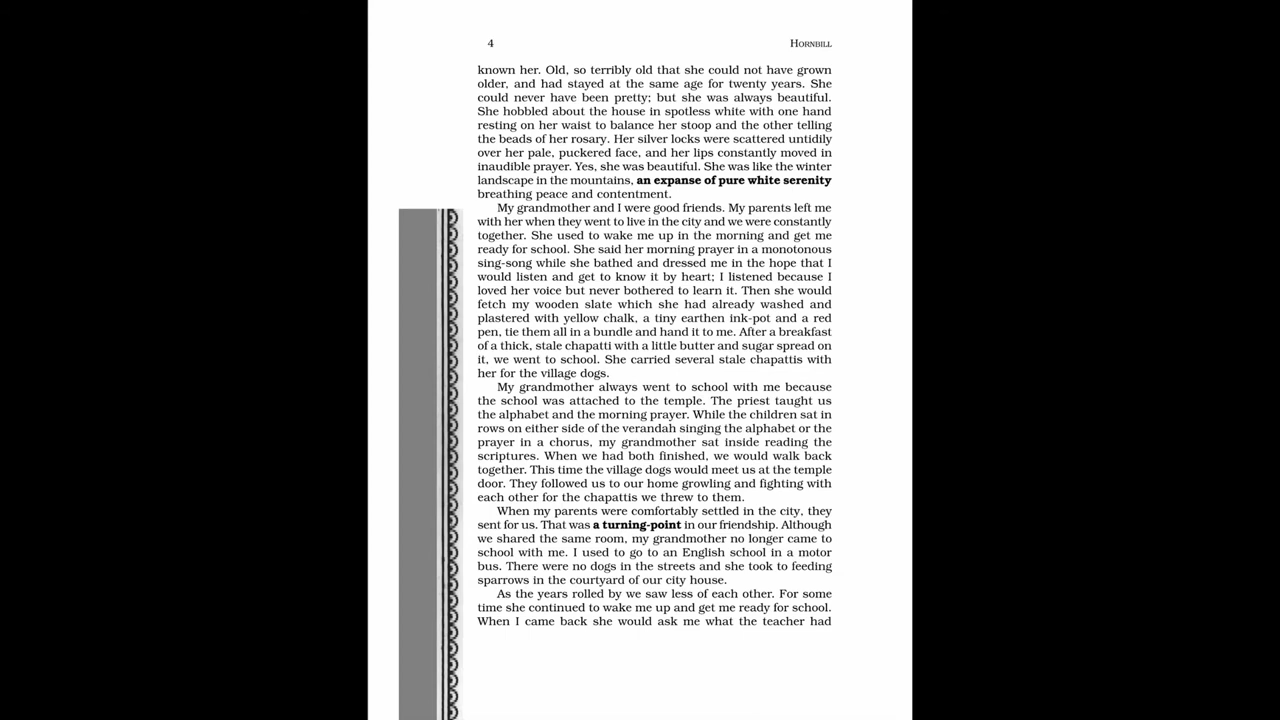 4 HORNBILL
known her. Old, so terribly old that she could not have grown
older, and had stayed at the same age for twenty years. She
could never have been pretty; but she was always beautiful.
She hobbled about the house in spotless white with one hand
resting on her waist to balance her stoop and the other telling
the beads of her rosary. Her silver locks were scattered untidily
over her pale, puckered face, and her lips constantly moved in
inaudible prayer. Yes, she was beautiful. She was like the winter
landscape in the mountains, an expanse of pure white serenity
breathing peace and contentment.
My grandmother and I were good friends. My parents left me
with her when they went to live in the city and we were constantly
together. She used to wake me up in the morning and get me
ready for school. She said her morning prayer in a monotonous
sing-song while she bathed and dressed me in the hope that I
would listen and get to know it by heart; I listened because I
loved her voice but never bothered to learn it. Then she would
fetch my wooden slate which she had already washed and
plastered with yellow chalk, a tiny earthen ink-pot and a red
pen, tie them all in a bundle and hand it to me. After a breakfast
of a thick, stale chapatti with a little butter and sugar spread on
it, we went to school. She carried several stale chapattis with
her for the village dogs.
My grandmother always went to school with me because
the school was attached to the temple. The priest taught us
the alphabet and the morning prayer. While the children sat in
rows on either side of the verandah singing the alphabet or the
prayer in a chorus, my grandmother sat inside reading the
scriptures. When we had both finished, we would walk back
together. This time the village dogs would meet us at the temple
door. They followed us to our home growling and fighting with
each other for the chapattis we threw to them.
When my parents were comfortably settled in the city, they
sent for us. That was a turning-point in our friendship. Although
we shared the same room, my grandmother no longer came to
school with me. I used to go to an English school in a motor
bus. There were no dogs in the streets and she took to feeding
sparrows in the courtyard of our city house.
As the years rolled by we saw less of each other. For some
time she continued to wake me up and get me ready for school.
When I came back she would ask me what the teacher had